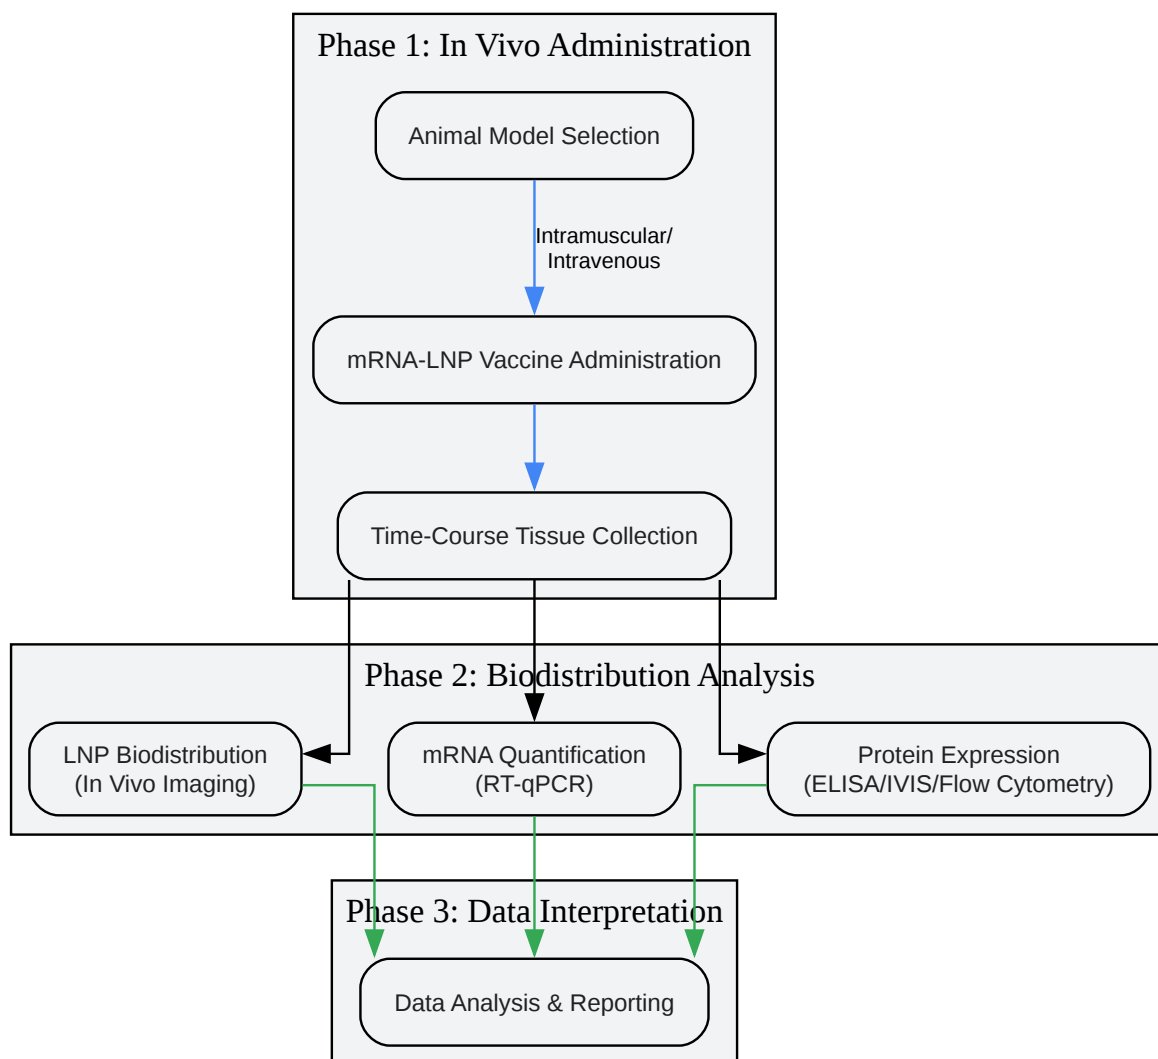 Phase 1: In Vivo Administration
Animal Model Selection
Intramuscular/
Intravenous
mRNA-LNP Vaccine Administration
Time-Course Tissue Collection
Phase 2: Biodistribution Analysis
LNP Biodistribution
(In Vivo Imaging)
mRNA Quantification
(RT-qPCR)
Protein Expression
(ELISA/IVIS/Flow Cytometry)
Phase 3: Data Interpretation
Data Analysis & Reporting